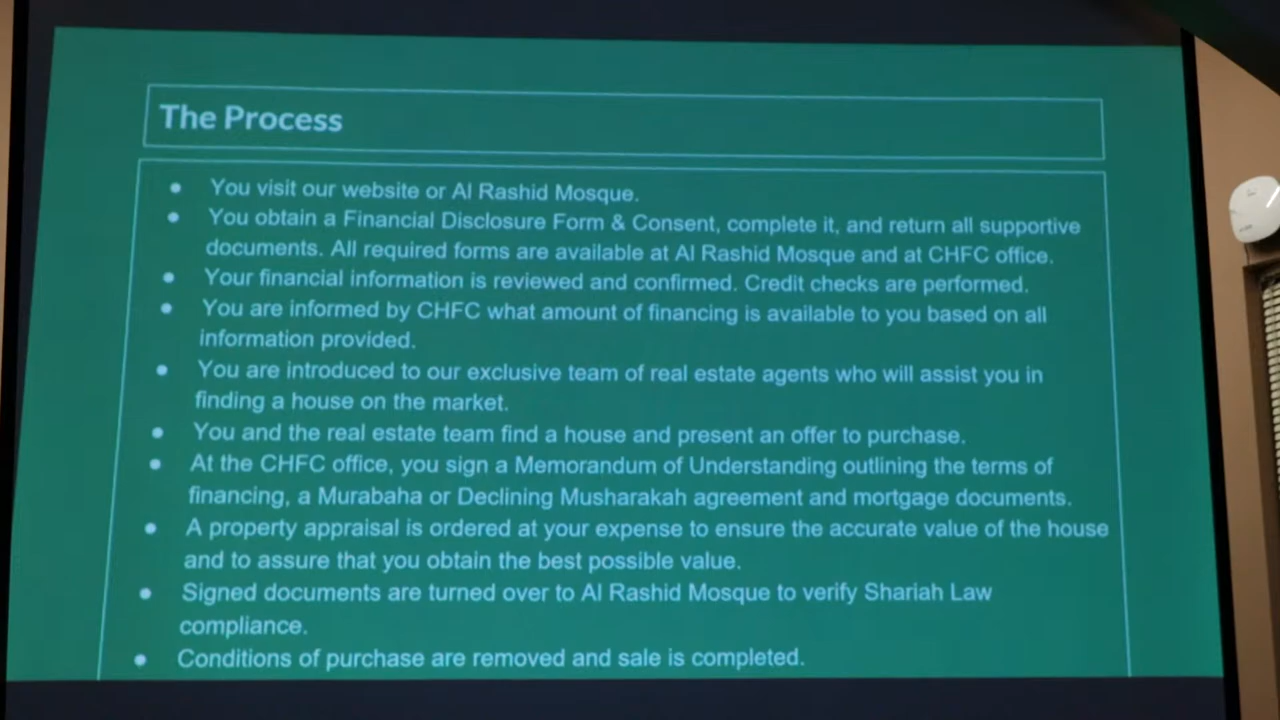 The Process
• You visit our website or Al Rashid Mosque.
• You obtain a Financial Disclosure Form & Consent, complete it, and return all supportive
documents. All required forms are available at Al Rashid Mosque and at CHFC office.
• Your financial information is reviewed and confirmed. Credit checks are performed.
• You are informed by CHFC what amount of financing is available to you based on all
information provided.
• You are introduced to our exclusive team of real estate agents who will assist you in
finding a house on the market.
• You and the real estate team find a house and present an offer to purchase.
• At the CHFC office, you sign a Memorandum of Understanding outlining the terms of
financing, a Murabaha or Declining Musharakah agreement and mortgage documents.
• A property appraisal is ordered at your expense to ensure the accurate value of the house
and to assure that you obtain the best possible value.
• Signed documents are turned over to Al Rashid Mosque to verify Shariah Law
compliance.
• Conditions of purchase are removed and sale is completed.